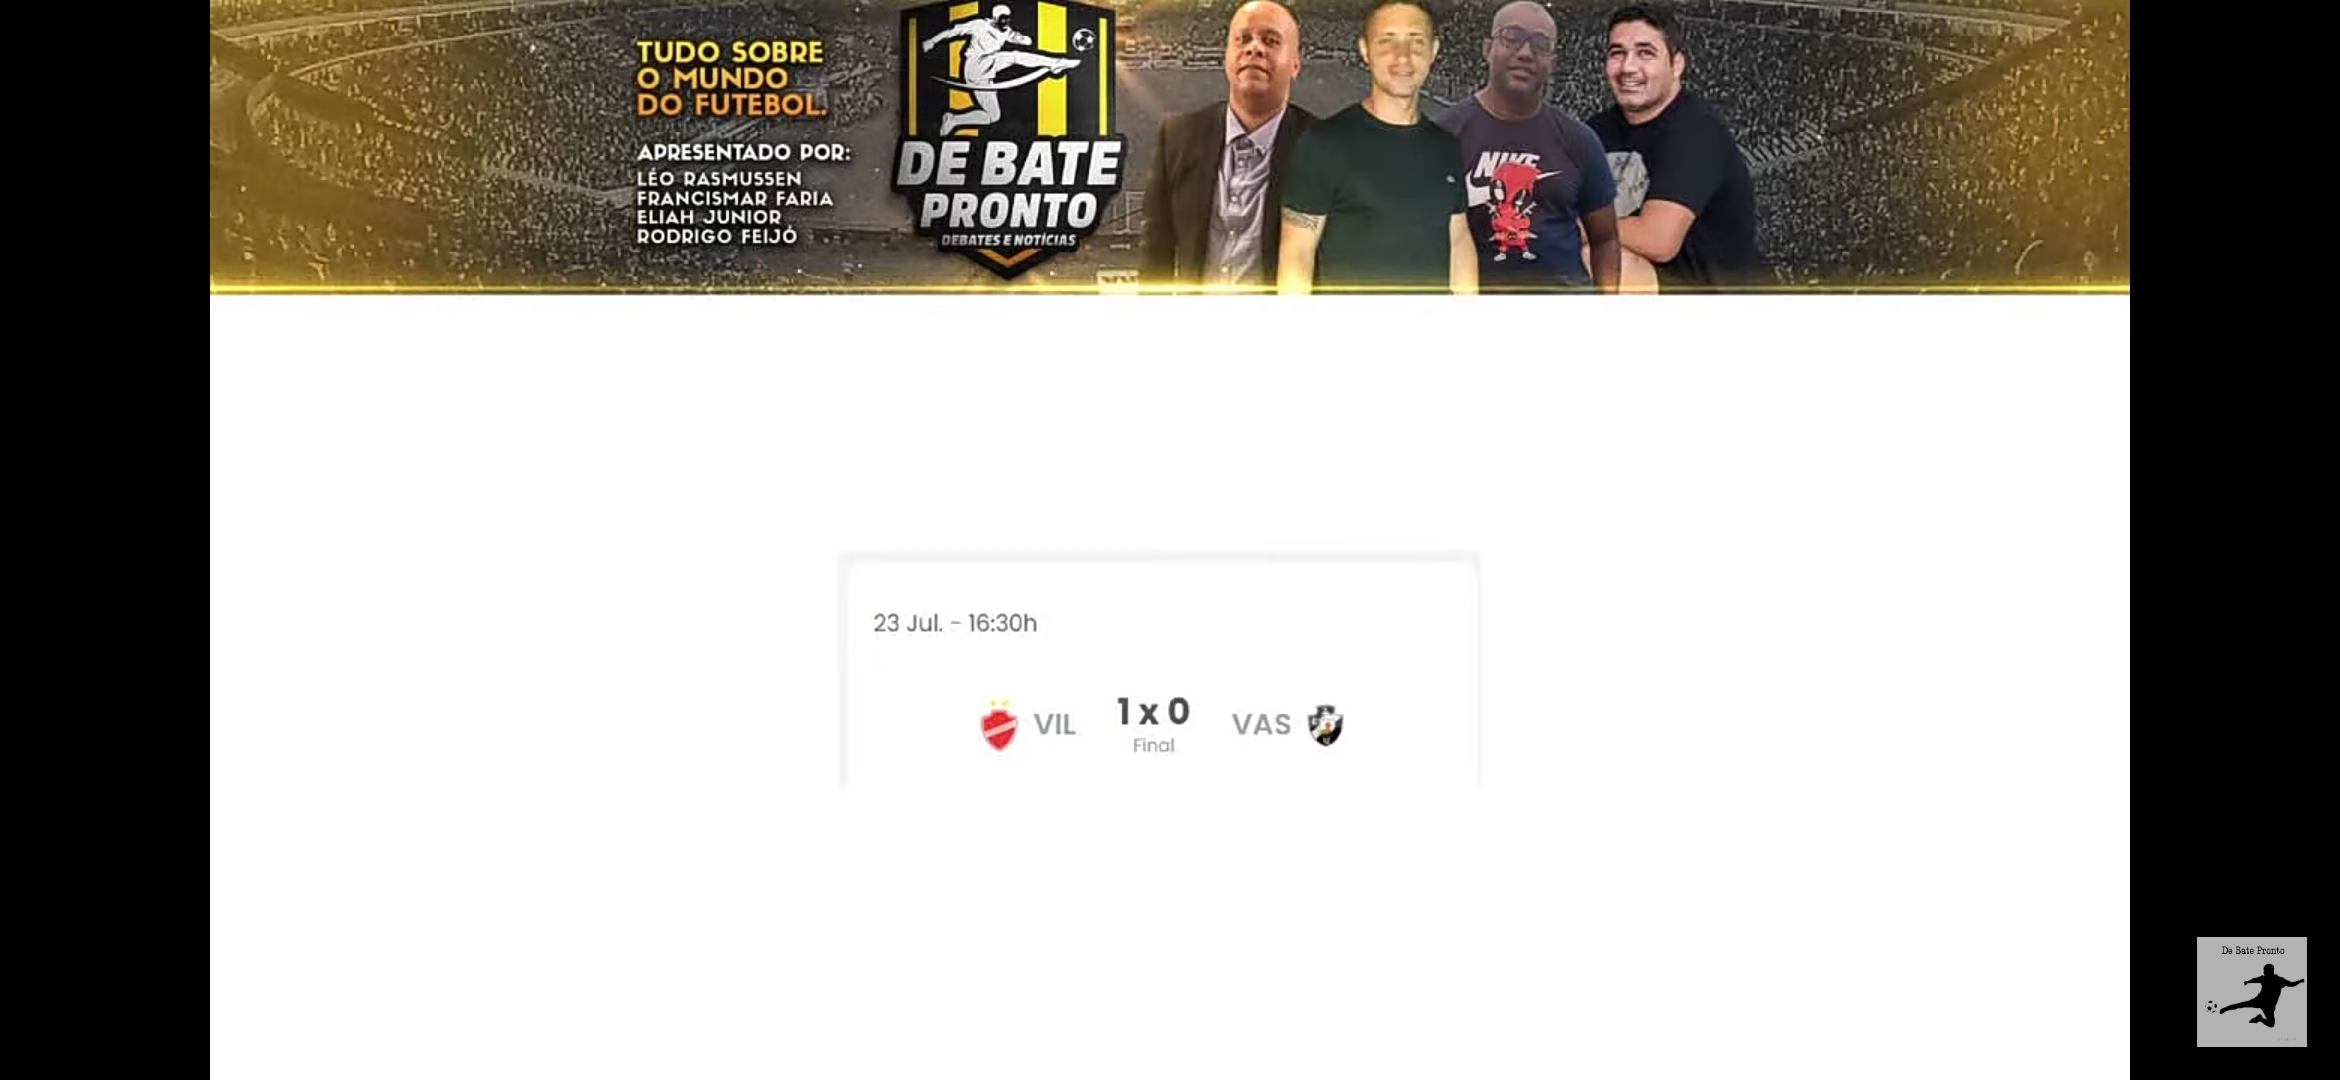 TUDO SOBRE
O MUNDO
DO FUTEBOL.
APRESENTADO POR:
LÉO RASMUSSEN
FRANCISMAR FARIA
ELIAH JUNIOR
RODRIGO FEIJÓ
DE BATE
PRONTO
DEBATES E NOTÍCIAS
NIKE
23 Jul. - 16:30h
VIL 1 x 0 VAS
Final
De Bate Pronto